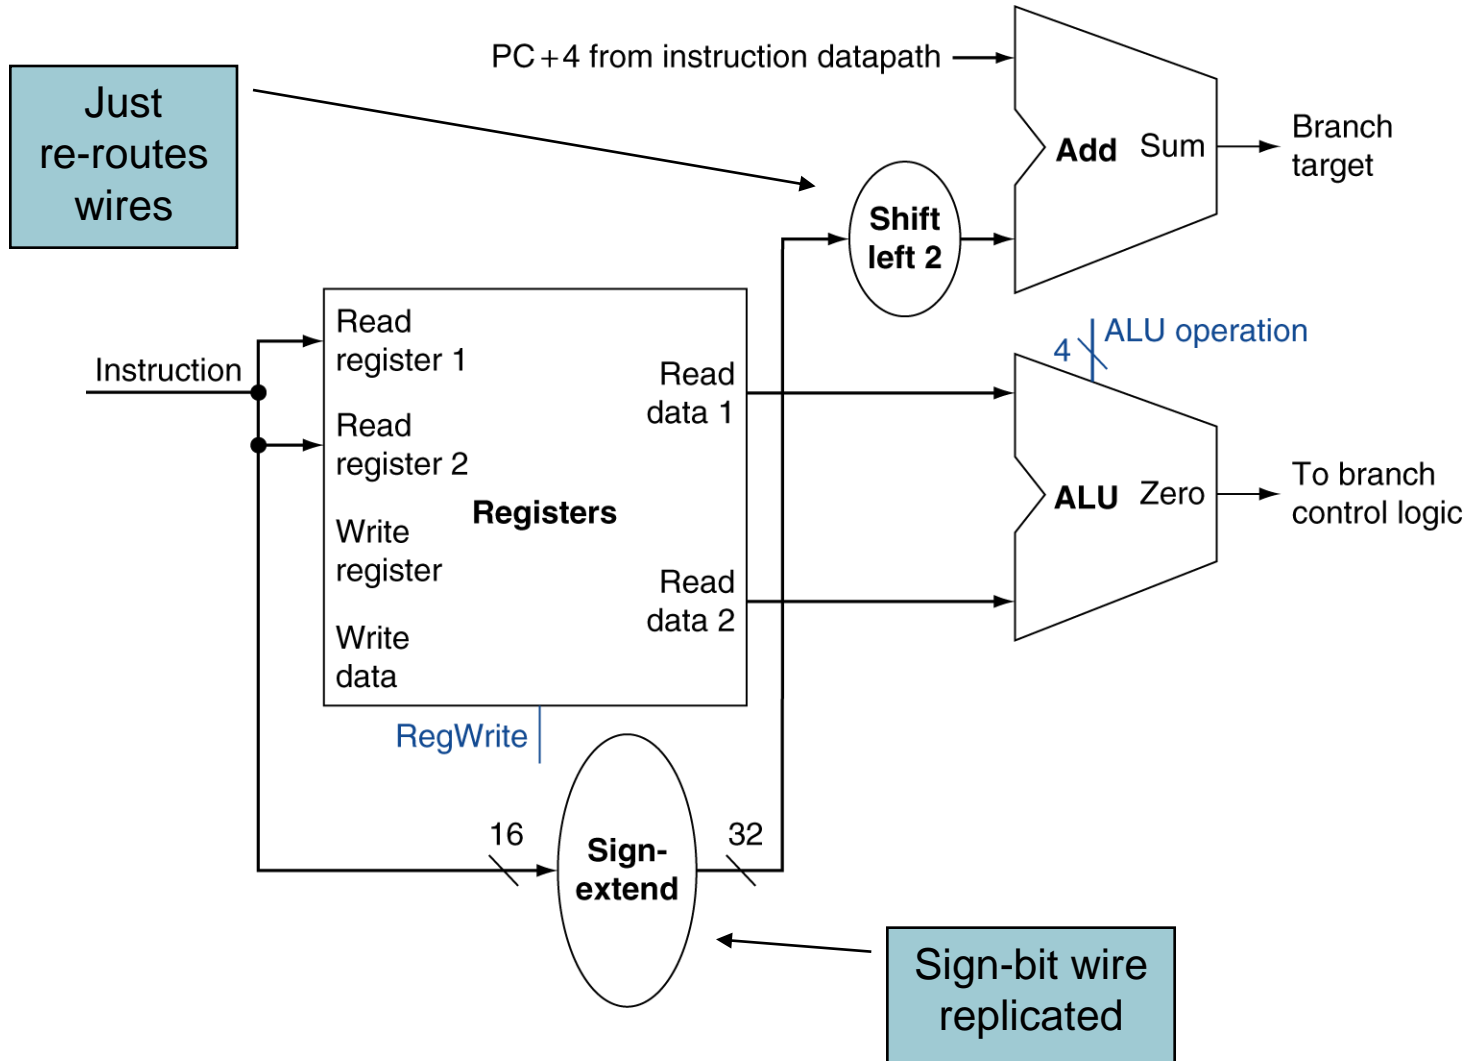 PC+4 from instruction datapath
Just
re-routes
wires
Add Sum
Branch
target
Shift
left 2
Read
register 1
4
ALU operation
Instruction
Read
data 1
Read
register 2
Registers
ALU Zero
To branch
control logic
Write
register
Read
data 2
Write
data
RegWrite
16
32
Sign-
extend
Sign-bit wire
replicated